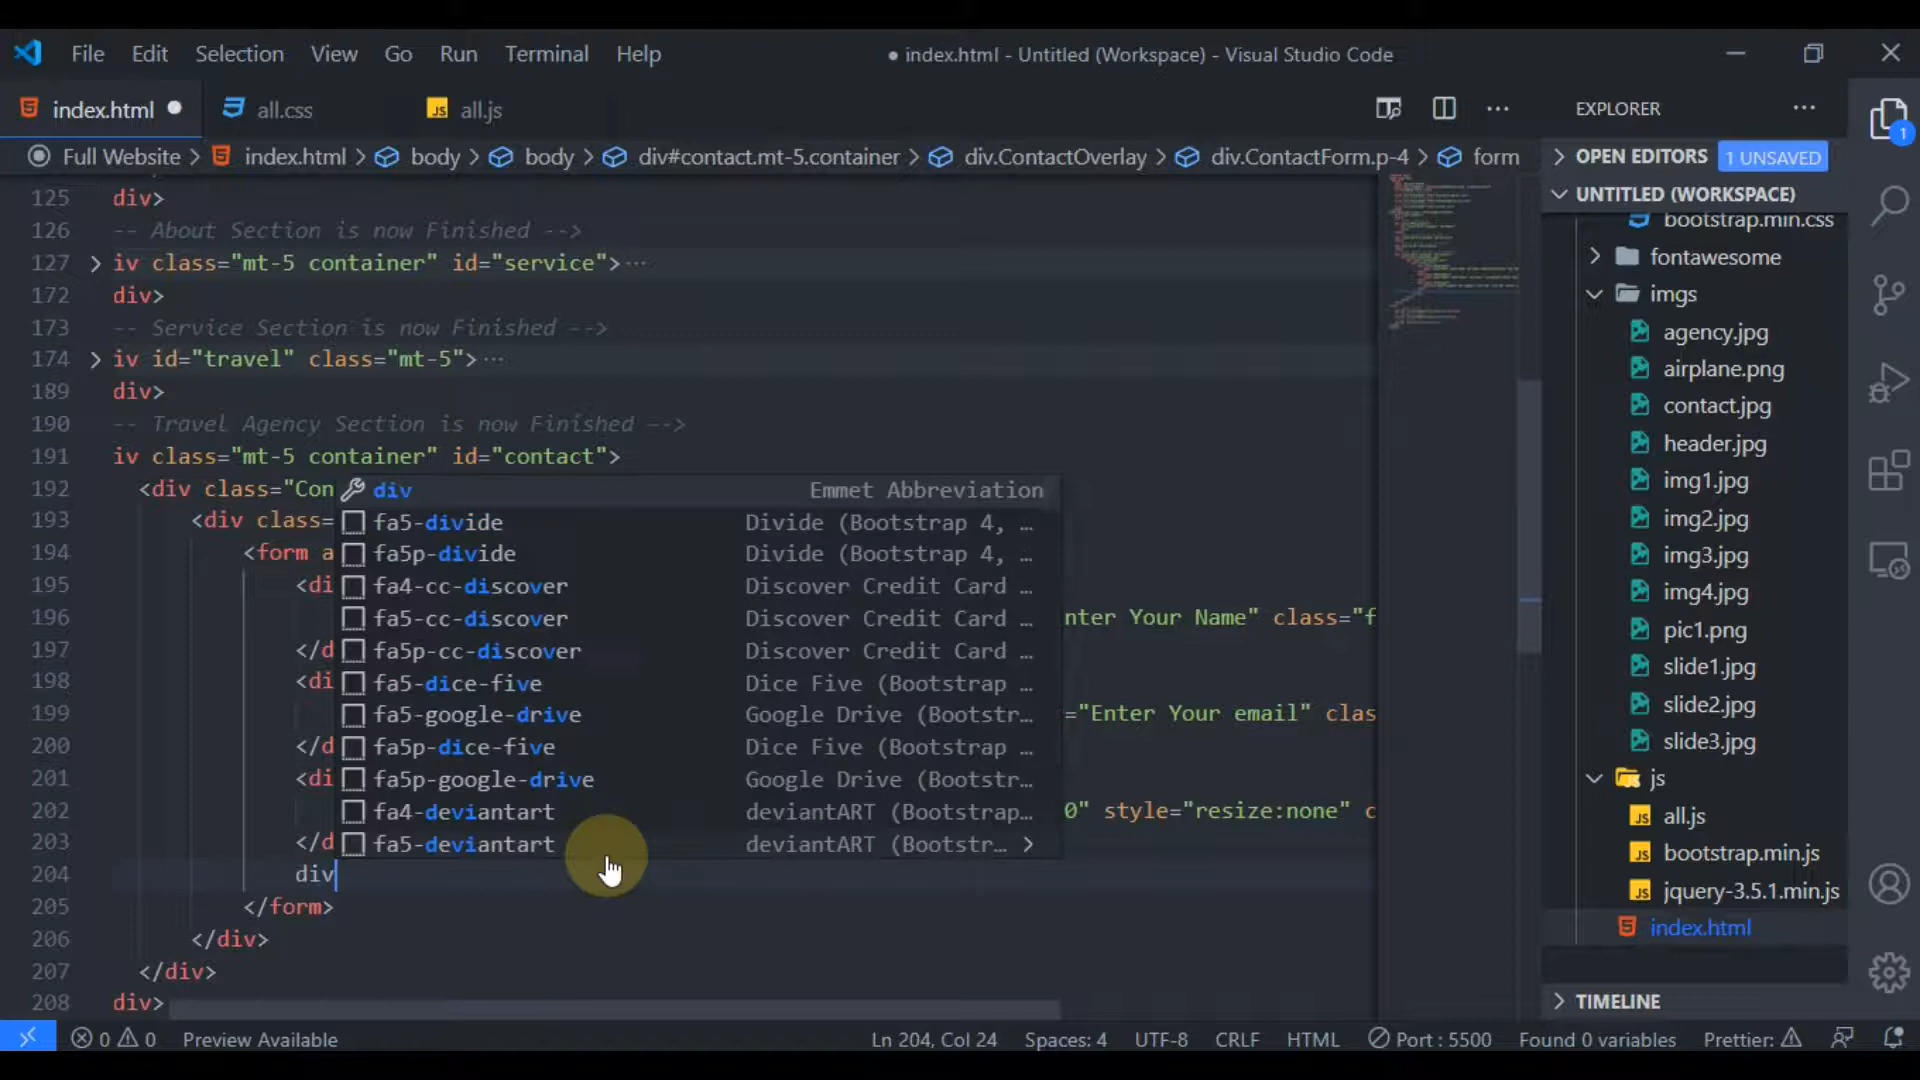 File Edit Selection View Go Run Terminal Help
● index.html - Untitled (Workspace) - Visual Studio Code
index.html
all.css
all.js
EXPLORER
Full Website > index.html > body > body > div#contact.mt-5.container > div.ContactOverlay > div.ContactForm.p-4 > form
OPEN EDITORS 1 UNSAVED
UNTITLED (WORKSPACE)
125 div>
126 -- About Section is now Finished -->
127 iv class="mt-5 container" id="service">…
172 div>
173 -- Service Section is now Finished -->
174 iv id="travel" class="mt-5">…
189 div>
190 -- Travel Agency Section is now Finished -->
191 iv class="mt-5 container" id="contact">
192 <div class="Con
193 <div class=
194 <form a
195 <di
196 nter Your Name" class="f
197 </d
198 <di
199 ="Enter Your email" clas
200 </d
201 <di
202 0" style="resize:none" c
203 </d
204 div
205 </form>
206 </div>
207 </div>
208 div>
div Emmet Abbreviation
fa5-divide Divide (Bootstrap 4, …
fa5p-divide Divide (Bootstrap 4, …
fa4-cc-discover Discover Credit Card …
fa5-cc-discover Discover Credit Card …
fa5p-cc-discover Discover Credit Card …
fa5-dice-five Dice Five (Bootstrap …
fa5-google-drive Google Drive (Bootstr…
fa5p-dice-five Dice Five (Bootstrap …
fa5p-google-drive Google Drive (Bootstr…
fa4-deviantart deviantART (Bootstrap…
fa5-deviantart deviantART (Bootstr… >
bootstrap.min.css
fontawesome
imgs
agency.jpg
airplane.png
contact.jpg
header.jpg
img1.jpg
img2.jpg
img3.jpg
img4.jpg
pic1.png
slide1.jpg
slide2.jpg
slide3.jpg
js
all.js
bootstrap.min.js
jquery-3.5.1.min.js
index.html
TIMELINE
1
0 0 Preview Available
Ln 204, Col 24 Spaces: 4 UTF-8 CRLF HTML Port : 5500 Found 0 variables Prettier: